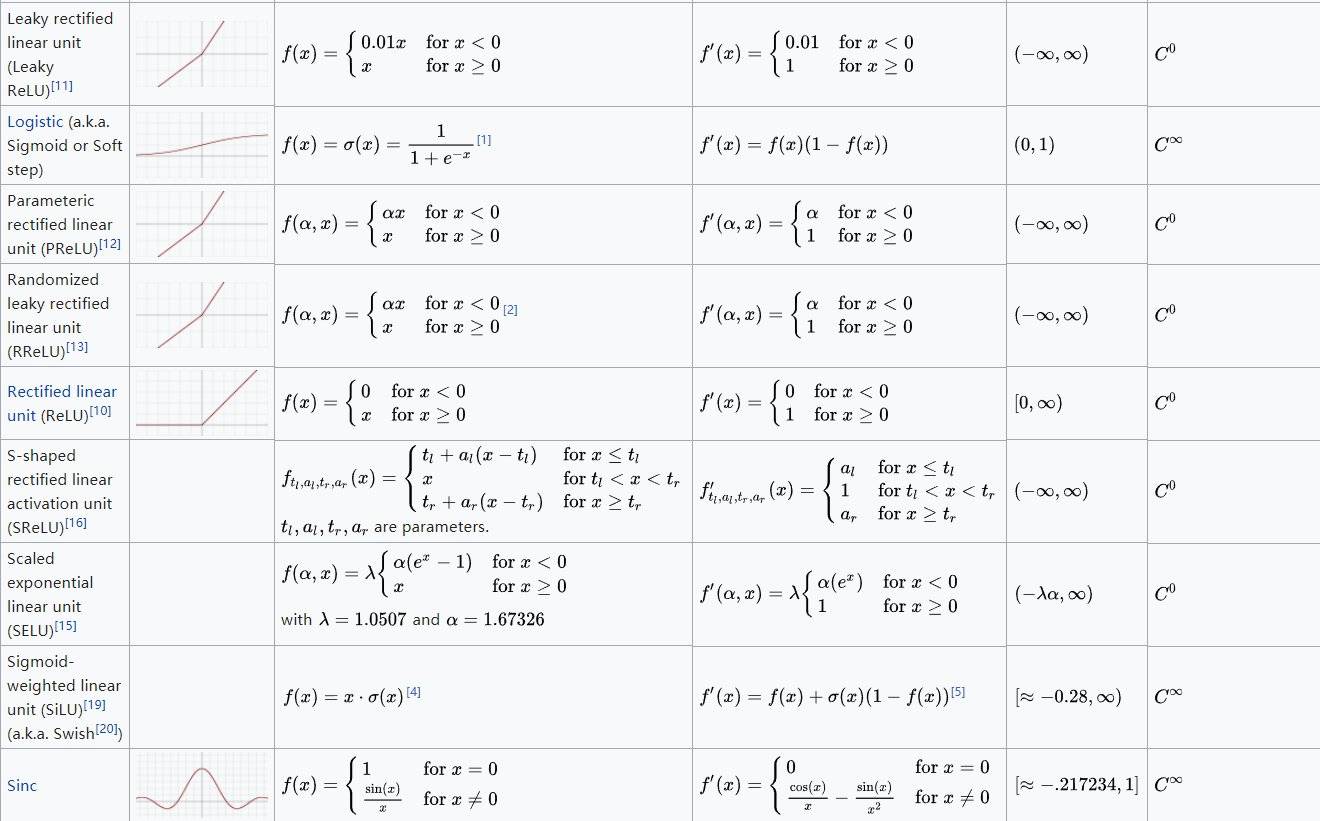 Leaky rectified
linear unit
(Leaky
ReLU)[11]
f(x) = { 0.01x for x < 0
x for x ≥ 0
f′(x) = { 0.01 for x < 0
1 for x ≥ 0
(−∞, ∞)
C⁰
Logistic (a.k.a.
Sigmoid or Soft
step)
f(x) = σ(x) = 1 / (1 + e⁻ˣ) [1]
f′(x) = f(x)(1 − f(x))
(0, 1)
C^∞
Parameteric
rectified linear
unit (PReLU)[12]
f(α, x) = { αx for x < 0
x for x ≥ 0
f′(α, x) = { α for x < 0
1 for x ≥ 0
(−∞, ∞)
C⁰
Randomized
leaky rectified
linear unit
(RReLU)[13]
f(α, x) = { αx for x < 0 [2]
x for x ≥ 0
f′(α, x) = { α for x < 0
1 for x ≥ 0
(−∞, ∞)
C⁰
Rectified linear
unit (ReLU)[10]
f(x) = { 0 for x < 0
x for x ≥ 0
f′(x) = { 0 for x < 0
1 for x ≥ 0
[0, ∞)
C⁰
S-shaped
rectified linear
activation unit
(SReLU)[16]
f_{t_l,a_l,t_r,a_r}(x) = { t_l + a_l(x − t_l) for x ≤ t_l
x for t_l < x < t_r
t_r + a_r(x − t_r) for x ≥ t_r
t_l, a_l, t_r, a_r are parameters.
f′_{t_l,a_l,t_r,a_r}(x) = { a_l for x ≤ t_l
1 for t_l < x < t_r
a_r for x ≥ t_r
(−∞, ∞)
C⁰
Scaled
exponential
linear unit
(SELU)[15]
f(α, x) = λ { α(eˣ − 1) for x < 0
x for x ≥ 0
with λ = 1.0507 and α = 1.67326
f′(α, x) = λ { α(eˣ) for x < 0
1 for x ≥ 0
(−λα, ∞)
C⁰
Sigmoid-
weighted linear
unit (SiLU)[19]
(a.k.a. Swish[20])
f(x) = x · σ(x) [4]
f′(x) = f(x) + σ(x)(1 − f(x)) [5]
[≈ −0.28, ∞)
C^∞
Sinc
f(x) = { 1 for x = 0
sin(x)/x for x ≠ 0
f′(x) = { 0 for x = 0
cos(x)/x − sin(x)/x² for x ≠ 0
[≈ −.217234, 1]
C^∞